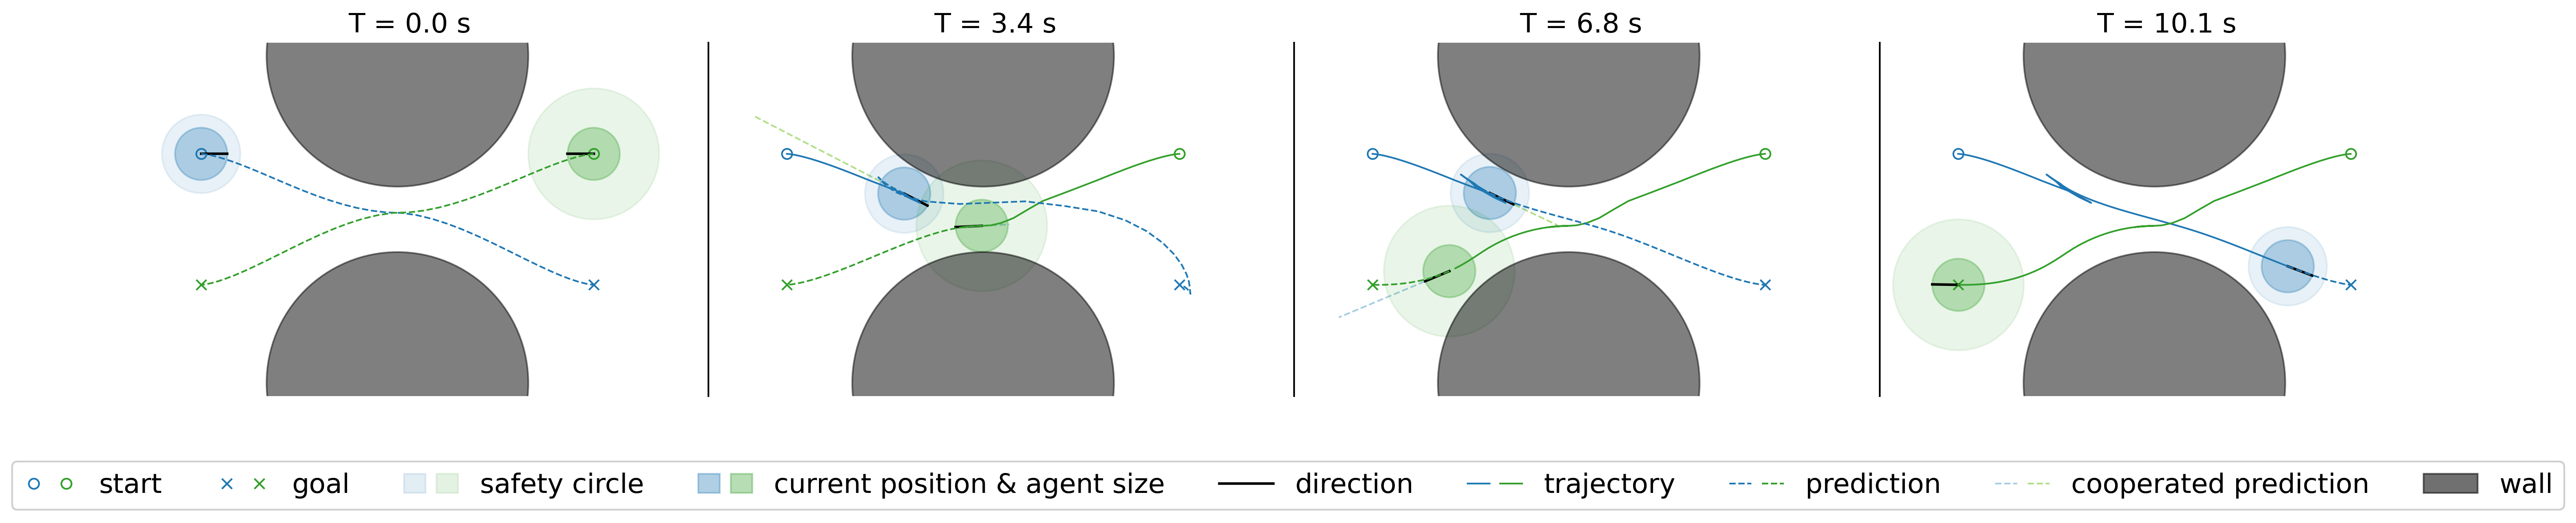 T = 0.0 s
T = 3.4 s
T = 6.8 s
T = 10.1 s
start goal safety circle current position & agent size direction trajectory prediction cooperated prediction wall